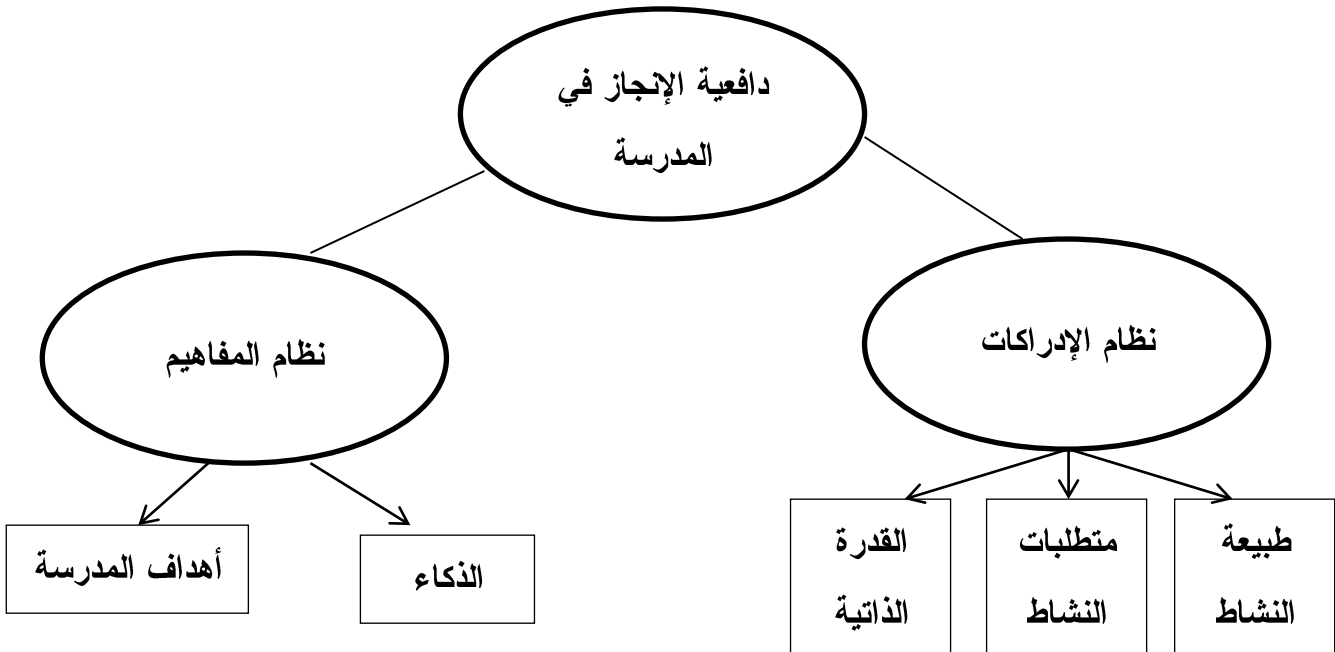 دافعية الإنجاز في
المدرسة
نظام الإدراكات
نظام المفاهيم
طبيعة
النشاط
متطلبات
النشاط
القدرة
الذاتية
الذكاء
أهداف المدرسة